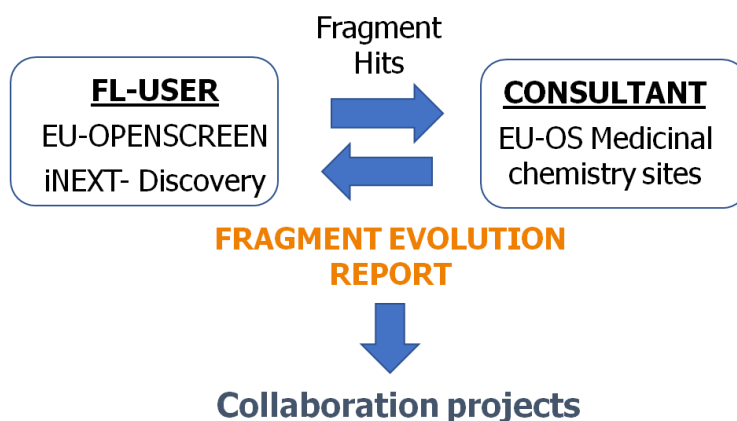 Fragment
Hits
FL-USER
EU-OPENSCREEN
iNEXT- Discovery
CONSULTANT
EU-OS Medicinal
chemistry sites
FRAGMENT EVOLUTION
REPORT
Collaboration projects